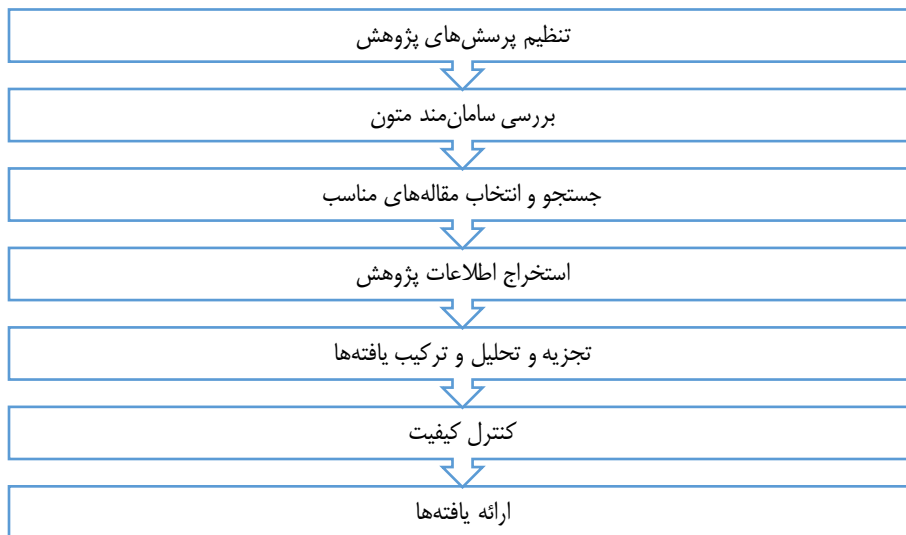 تنظیم پرسش‌های پژوهش
بررسی سامان‌مند متون
جستجو و انتخاب مقاله‌های مناسب
استخراج اطلاعات پژوهش
تجزیه و تحلیل و ترکیب یافته‌ها
کنترل کیفیت
ارائه یافته‌ها